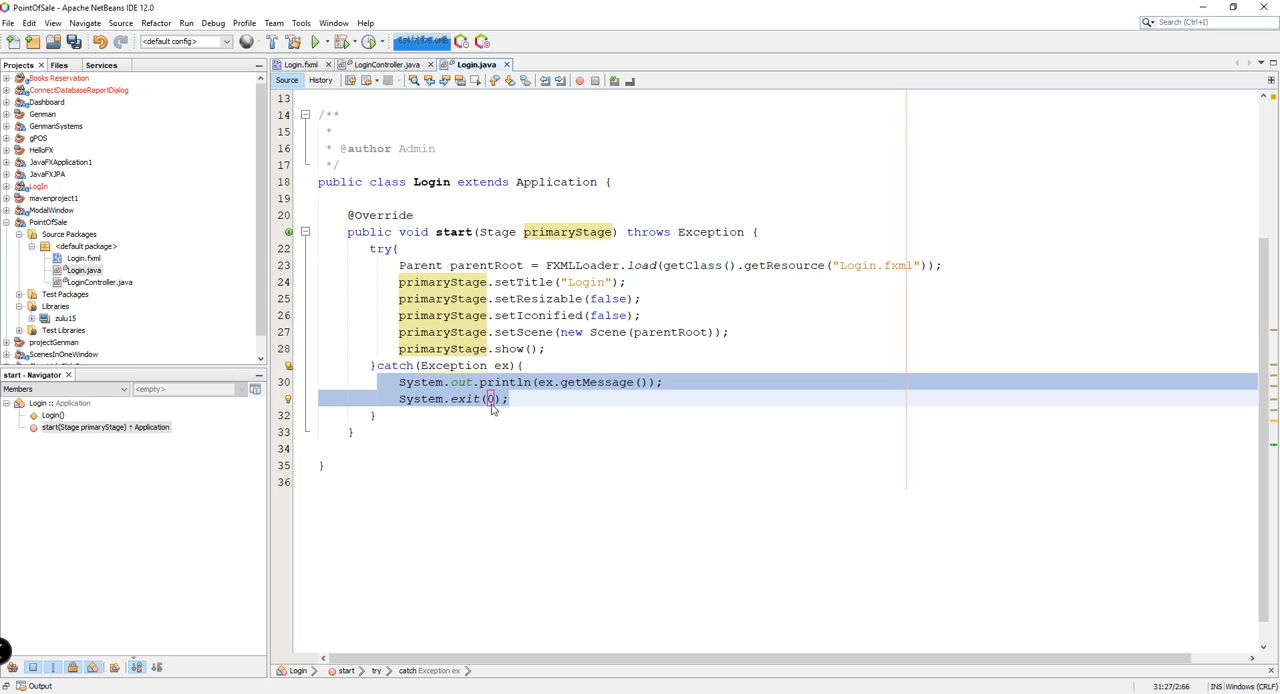 PointOfSale - Apache NetBeans IDE 12.0
File Edit View Navigate Source Refactor Run Debug Profile Team Tools Window Help
Search (Ctrl+I)
<default config>
Projects Files Services
Login.fxml LoginController.java Login.java
Source History
Books Reservation
ConnectDatabaseReportDialog
Dashboard
Genman
GenmanSystems
gPOS
HelloFX
JavaFXApplication1
JavaFXJPA
LogIn
mavenproject1
ModalWindow
PointOfSale
Source Packages
<default package>
Login.fxml
Login.java
LoginController.java
Test Packages
Libraries
zulu15
Test Libraries
projectGenman
ScenesInOneWindow
13
14 /**
15 *
16 * @author Admin
17 */
18 public class Login extends Application {
19
20 @Override
public void start(Stage primaryStage) throws Exception {
22 try{
23 Parent parentRoot = FXMLLoader.load(getClass().getResource("Login.fxml"));
24 primaryStage.setTitle("Login");
25 primaryStage.setResizable(false);
26 primaryStage.setIconified(false);
27 primaryStage.setScene(new Scene(parentRoot));
28 primaryStage.show();
}catch(Exception ex){
30 System.out.println(ex.getMessage());
System.exit(0);
32 }
33 }
34
35 }
36
start - Navigator
Members <empty>
Login :: Application
Login()
start(Stage primaryStage) ↑ Application
Login start try catch Exception ex
Output
31:27/2:66 INS Windows (CRLF)